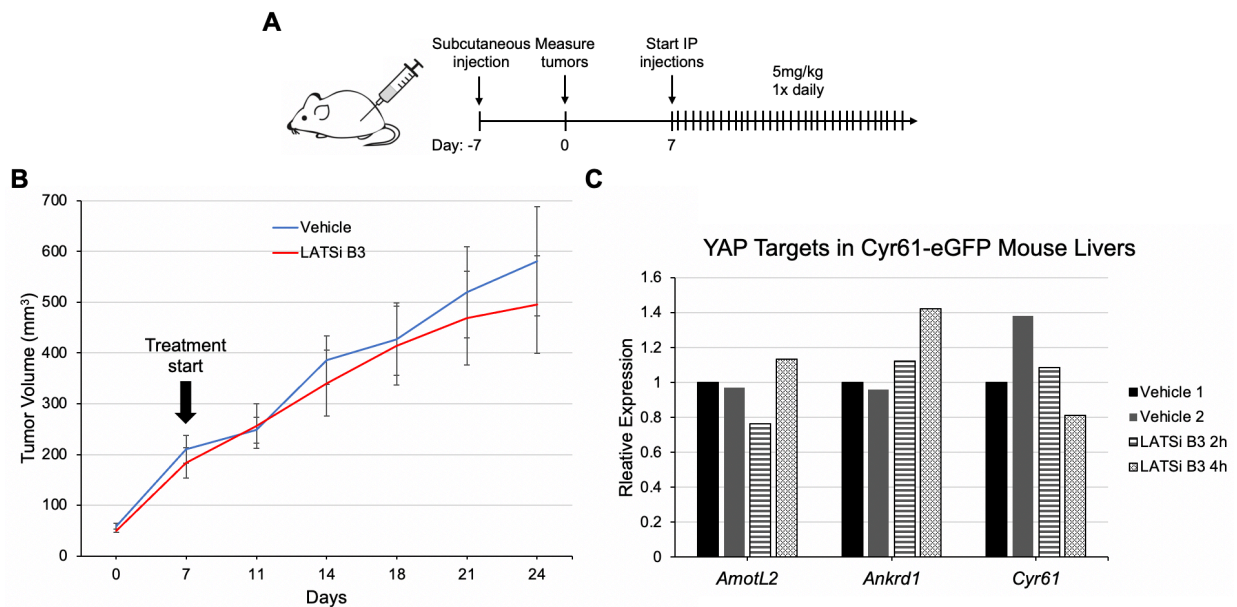 A
Subcutaneous injection
Measure tumors
Start IP injections
5mg/kg
1x daily
Day: -7
0
7
B
700
600
500
400
300
200
100
0
Tumor Volume (mm³)
Vehicle
LATSi B3
Treatment start
0
7
11
14
18
21
24
Days
C
YAP Targets in Cyr61-eGFP Mouse Livers
1.6
1.4
1.2
1
0.8
0.6
0.4
0.2
0
Rleative Expression
AmotL2
Ankrd1
Cyr61
Vehicle 1
Vehicle 2
LATSi B3 2h
LATSi B3 4h